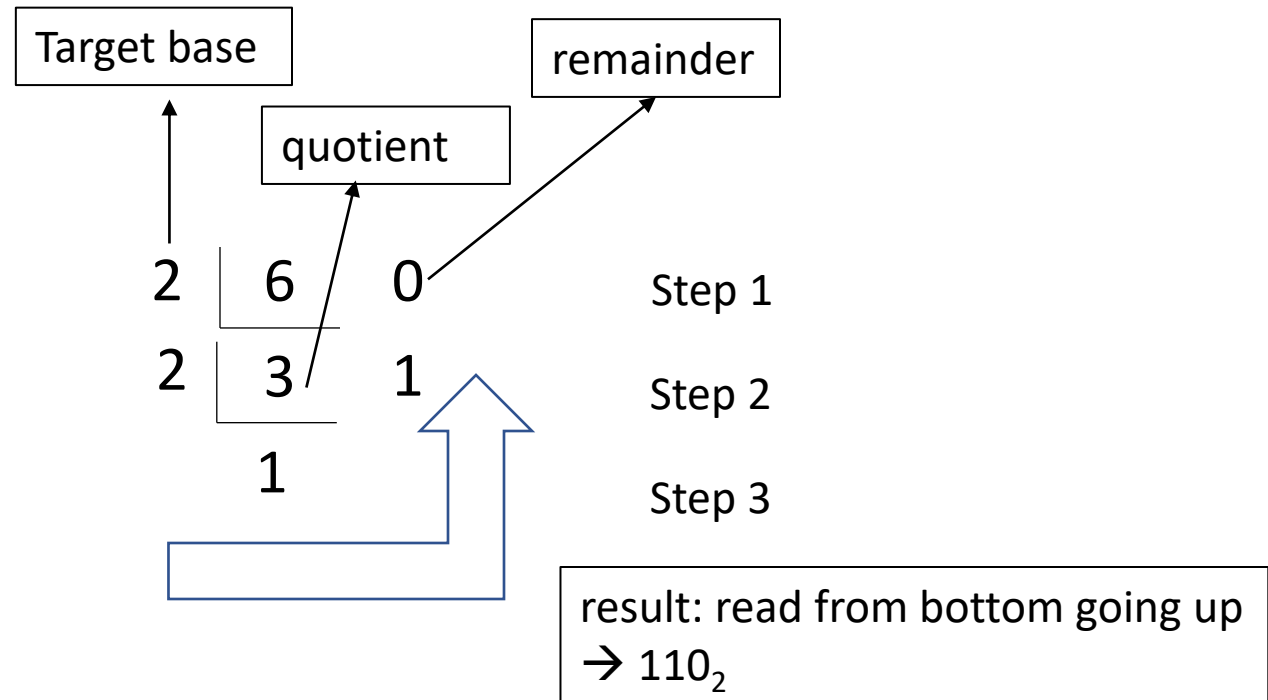 Target base
remainder
quotient
2 6 0 Step 1
2 3 1 Step 2
1 Step 3
result: read from bottom going up
→ 110₂